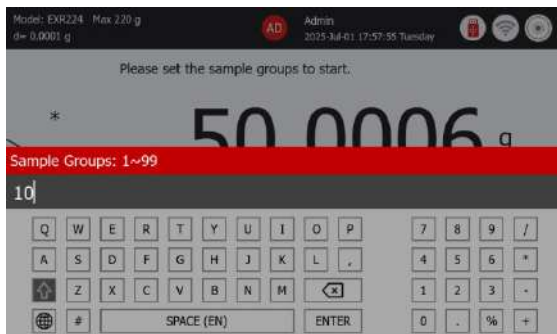 Model: EXR224 Max 220 g
d= 0.0001 g
AD
Admin
2025-Jul-01 17:57:55 Tuesday
Please set the sample groups to start.
*
50.0006 g
Sample Groups: 1~99
10
Q W E R T Y U I O P 7 8 9 /
A S D F G H J K L , 4 5 6 *
Z X C V B N M 1 2 3 -
# SPACE (EN) ENTER 0 . % +